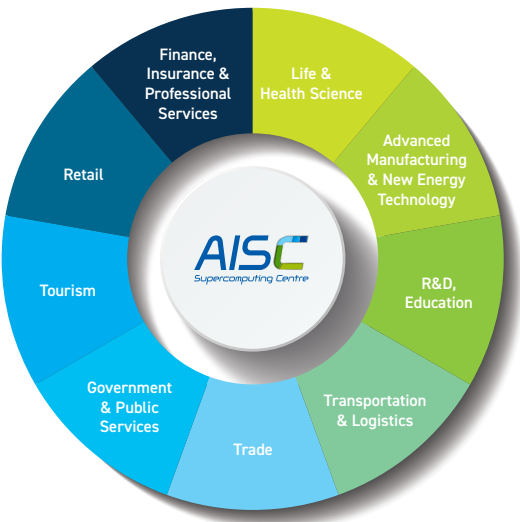 Finance,
Insurance &
Professional
Services
Life &
Health Science
Advanced
Manufacturing
& New Energy
Technology
Retail
AISC
Supercomputing Centre
R&D,
Education
Tourism
Government
& Public
Services
Transportation
& Logistics
Trade